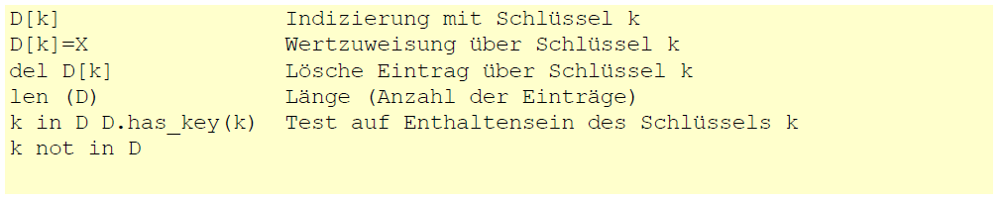 D[k] Indizierung mit Schlüssel k
D[k]=X Wertzuweisung über Schlüssel k
del D[k] Lösche Eintrag über Schlüssel k
len (D) Länge (Anzahl der Einträge)
k in D D.has_key(k) Test auf Enthaltensein des Schlüssels k
k not in D